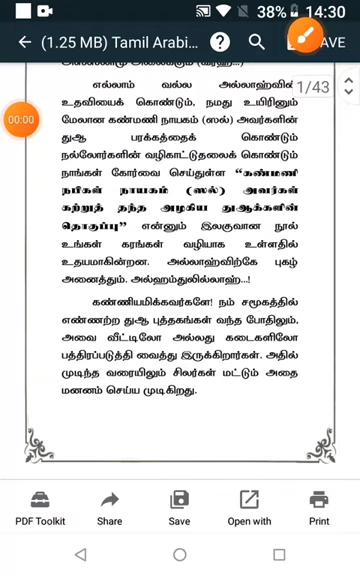 38% 14:30
(1.25 MB) Tamil Arabi...
AVE
1/43
00:00
எல்லாம் வல்ல அல்லாஹ்வின்
உதவியைக் கொண்டும், நமது உயிரினும்
மேலான கண்மணி நாயகம் (ஸல்) அவர்களின்
துஆ பரக்கத்தைக் கொண்டும்
நல்லோர்களின் வழிகாட்டுதலைக் கொண்டும்
நாங்கள் கோர்வை செய்துள்ள “கண்மணி
நபிகள் நாயகம் (ஸல்) அவர்கள்
கற்றுத் தந்த அழகிய துஆக்களின்
தொகுப்பு” என்னும் இலகுவான நூல்
உங்கள் கரங்கள் வழியாக உள்ளதில்
உதயமாகின்றன. அல்லாஹ்விற்கே புகழ்
அனைத்தும். அல்ஹம்துலில்லாஹ்...!
கண்ணியமிக்கவர்களே! நம் சமூகத்தில்
எண்ணற்ற துஆ புத்தகங்கள் வந்த போதிலும்,
அவை வீட்டிலோ அல்லது கடைகளிலோ
பத்திரப்படுத்தி வைத்து இருக்கிறார்கள். அதில்
முடிந்த வரையிலும் சிலர்கள் மட்டும் அதை
மனனம் செய்ய முடிகிறது.
PDF Toolkit Share Save Open with Print